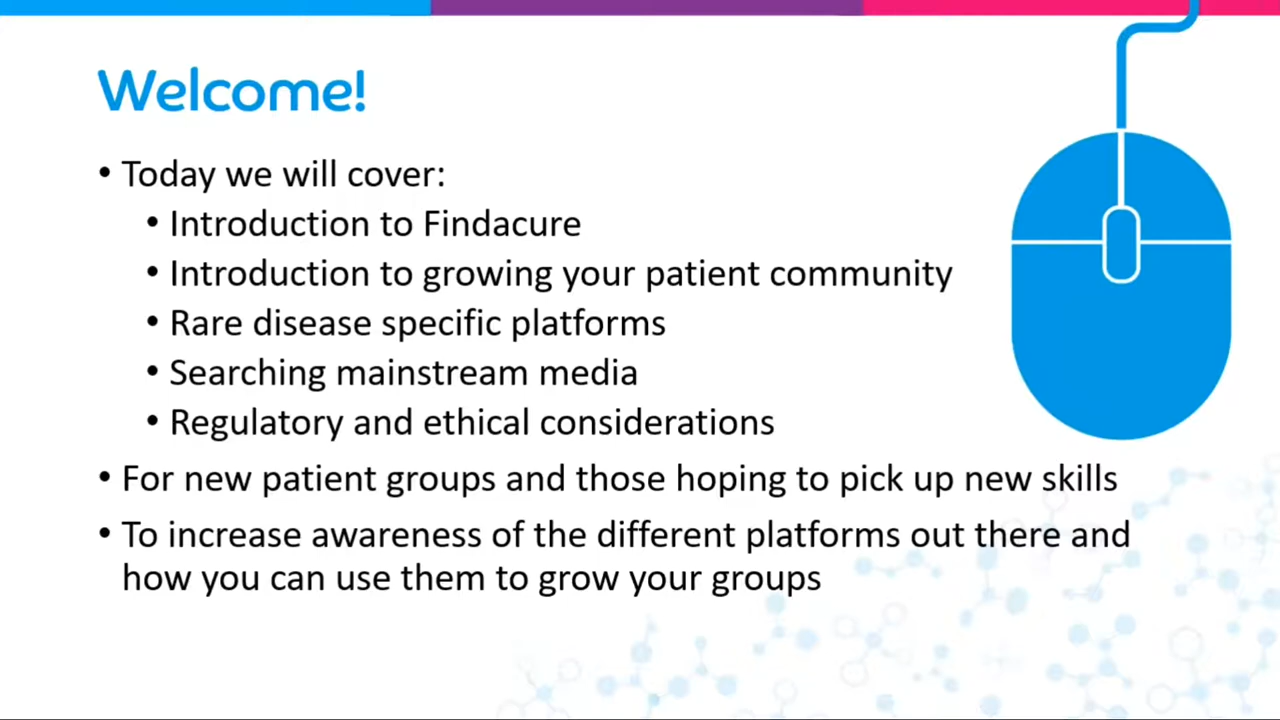 Welcome!
• Today we will cover:
• Introduction to Findacure
• Introduction to growing your patient community
• Rare disease specific platforms
• Searching mainstream media
• Regulatory and ethical considerations
• For new patient groups and those hoping to pick up new skills
• To increase awareness of the different platforms out there and
how you can use them to grow your groups